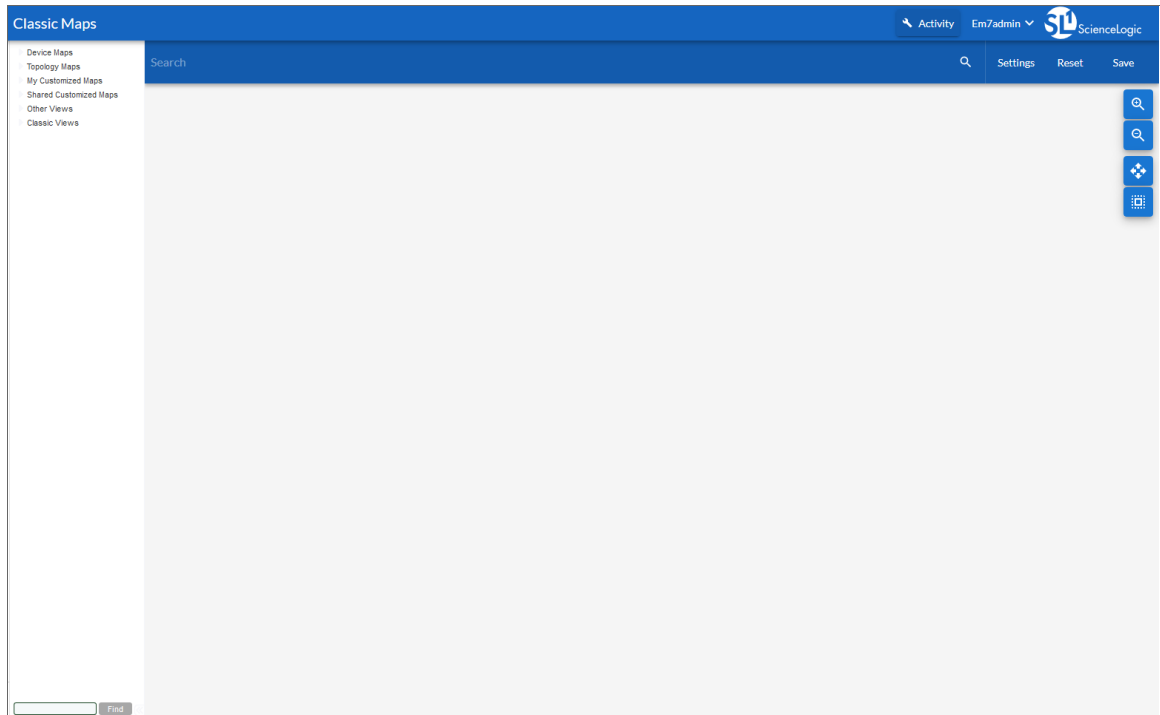 Classic Maps
Activity
Em7admin
SL1 ScienceLogic
Device Maps
Topology Maps
My Customized Maps
Shared Customized Maps
Other Views
Classic Views
Search
Settings
Reset
Save
Find